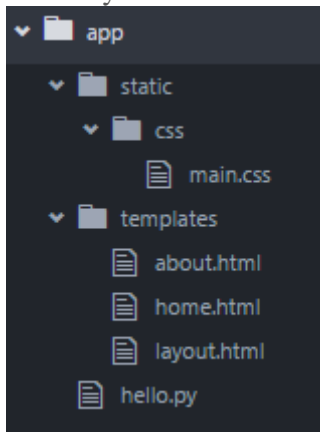 app
static
css
main.css
templates
about.html
home.html
layout.html
hello.py